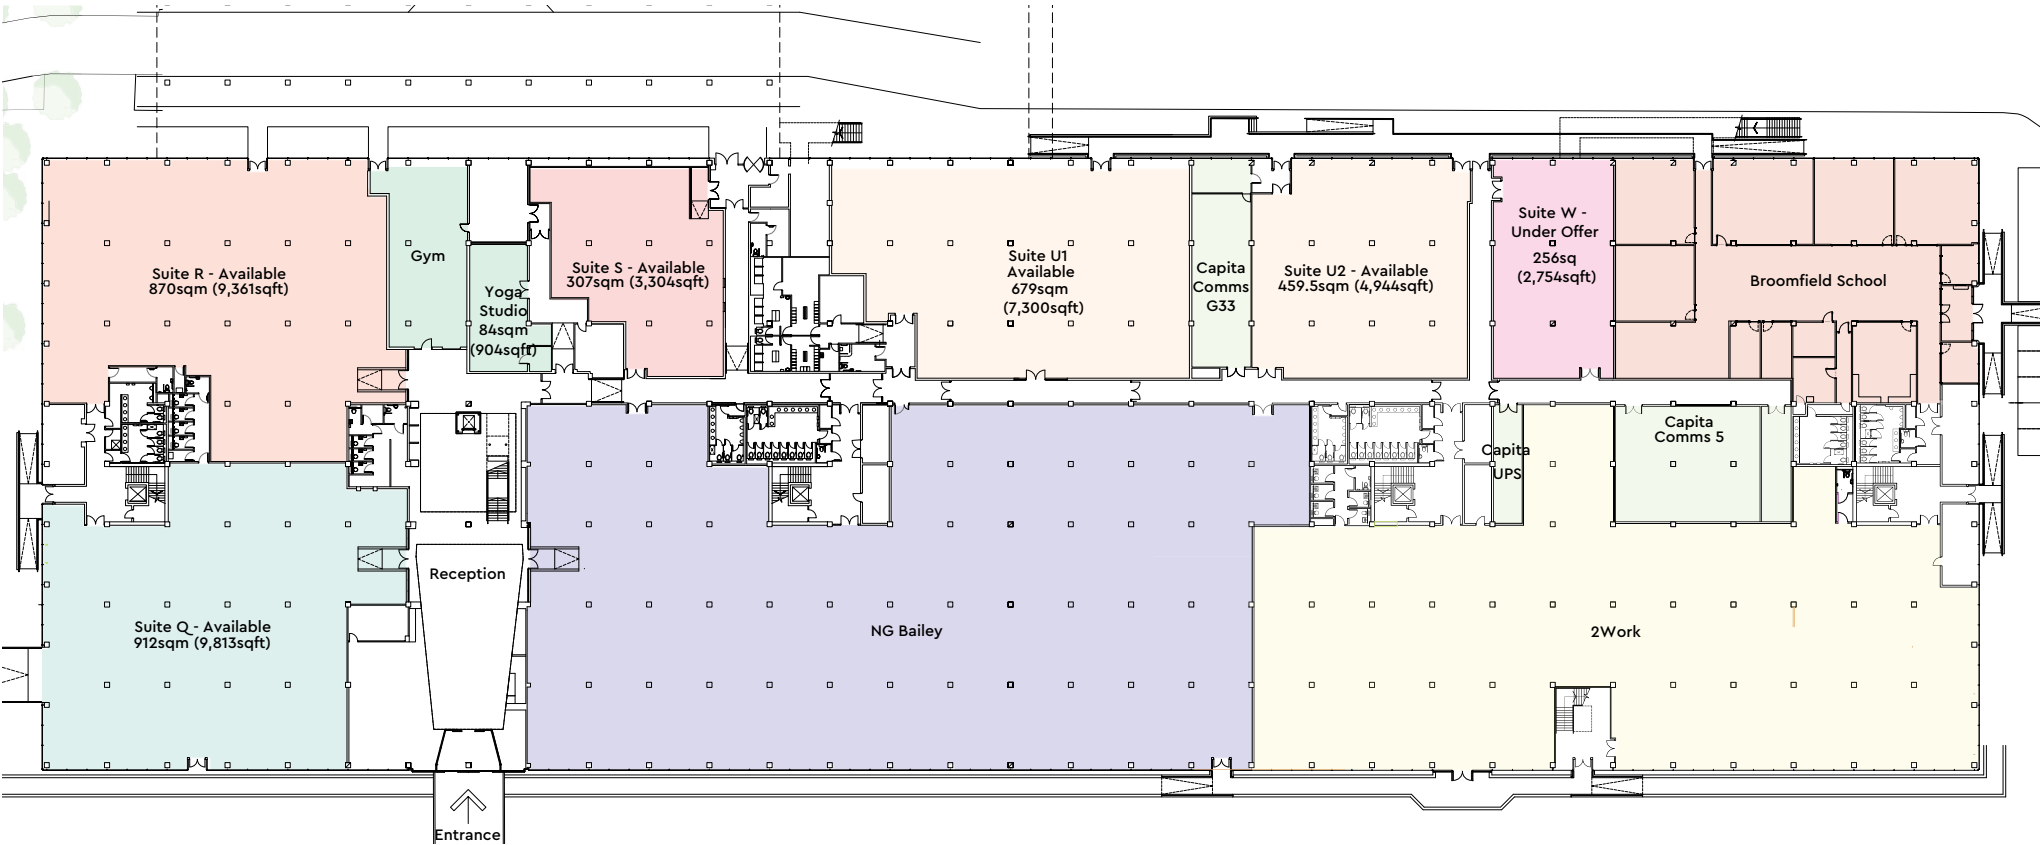 Suite R - Available
870sqm (9,361sqft)
Gym
Yoga
Studio
84sqm
(904sqft)
Suite S - Available
307sqm (3,304sqft)
Suite U1
Available
679sqm
(7,300sqft)
Capita
Comms
G33
Suite U2 - Available
459.5sqm (4,944sqft)
Suite W -
Under Offer
256sq
(2,754sqft)
Broomfield School
Capita
UPS
Capita
Comms 5
Suite Q - Available
912sqm (9,813sqft)
Reception
NG Bailey
2Work
Entrance